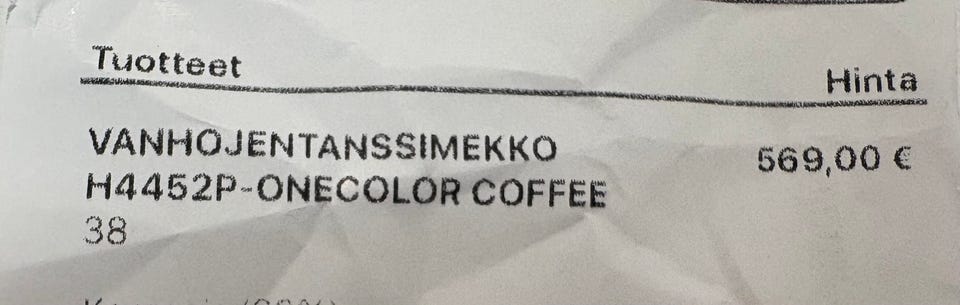 Tuotteet
Hinta
VANHOJENTANSSIMEKKO
569,00 €
H4452P-ONECOLOR COFFEE
38